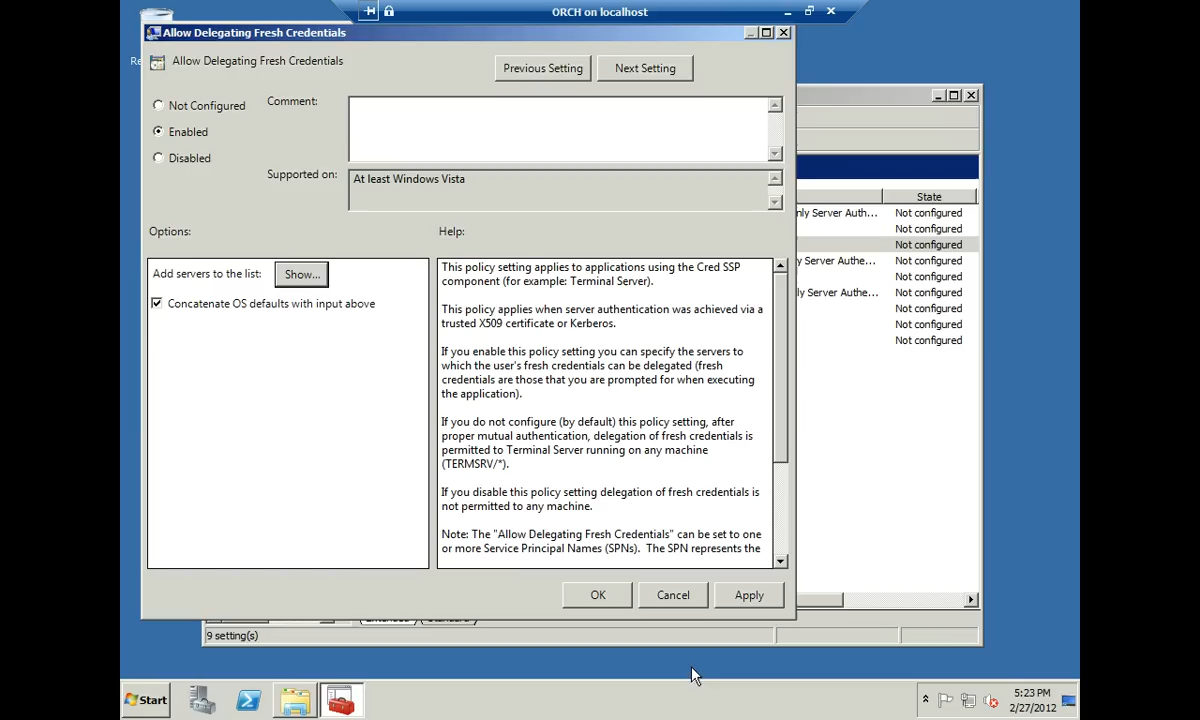 ORCH on localhost
Re
Allow Delegating Fresh Credentials
Allow Delegating Fresh Credentials
Previous Setting
Next Setting
Not Configured
Enabled
Disabled
Comment:
Supported on:
At least Windows Vista
Options:
Help:
Add servers to the list:
Show...
Concatenate OS defaults with input above
This policy setting applies to applications using the Cred SSP
component (for example: Terminal Server).
This policy applies when server authentication was achieved via a
trusted X509 certificate or Kerberos.
If you enable this policy setting you can specify the servers to
which the user's fresh credentials can be delegated (fresh
credentials are those that you are prompted for when executing
the application).
If you do not configure (by default) this policy setting, after
proper mutual authentication, delegation of fresh credentials is
permitted to Terminal Server running on any machine
(TERMSRV/*).
If you disable this policy setting delegation of fresh credentials is
not permitted to any machine.
Note: The "Allow Delegating Fresh Credentials" can be set to one
or more Service Principal Names (SPNs).  The SPN represents the
OK
Cancel
Apply
State
nly Server Auth... Not configured
Not configured
Not configured
y Server Authe... Not configured
Not configured
ly Server Authe... Not configured
Not configured
Not configured
Not configured
9 setting(s)
Start
5:23 PM
2/27/2012